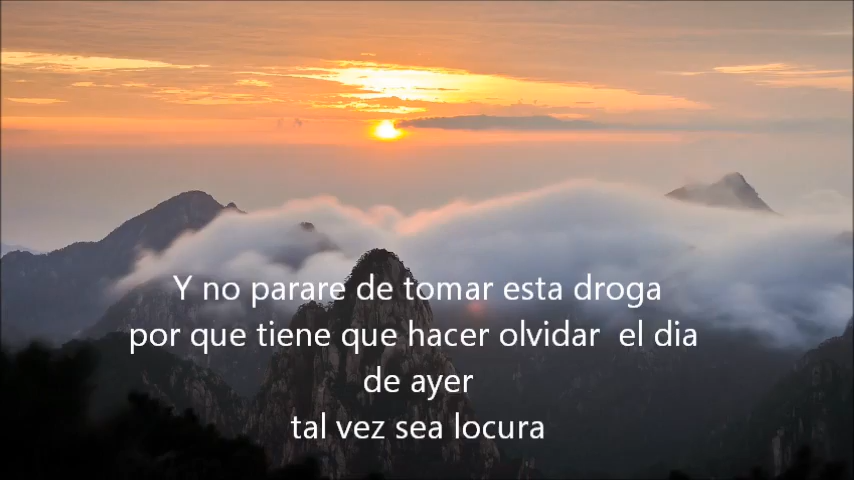 Y no parare de tomar esta droga
por que tiene que hacer olvidar  el dia
de ayer
tal vez sea locura